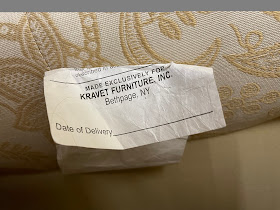 MADE EXCLUSIVELY FOR
KRAVET FURNITURE, INC.
Bethpage, NY
Date of Delivery